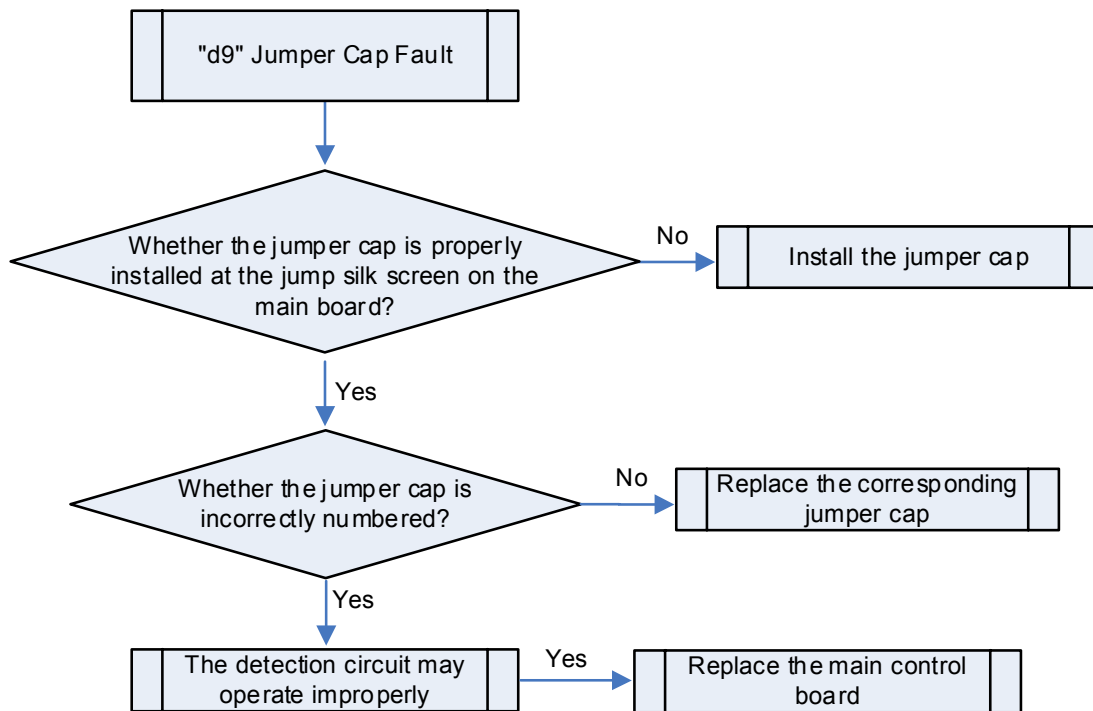 "d9" Jumper Cap Fault
Whether the jumper cap is properly
installed at the jump silk screen on the
main board?
No
Install the jumper cap
Yes
Whether the jumper cap is
incorrectly numbered?
No
Replace the corresponding
jumper cap
Yes
The detection circuit may
operate improperly
Yes
Replace the main control
board